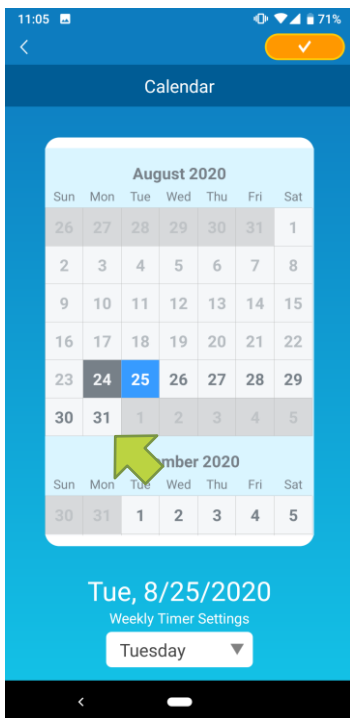 11:05 71%
Calendar
August 2020
Sun Mon Tue Wed Thu Fri Sat
26 27 28 29 30 31 1
2 3 4 5 6 7 8
9 10 11 12 13 14 15
16 17 18 19 20 21 22
23 24 25 26 27 28 29
30 31 1 2 3 4 5
mber 2020
Sun Mon Tue Wed Thu Fri Sat
30 31 1 2 3 4 5
Tue, 8/25/2020
Weekly Timer Settings
Tuesday